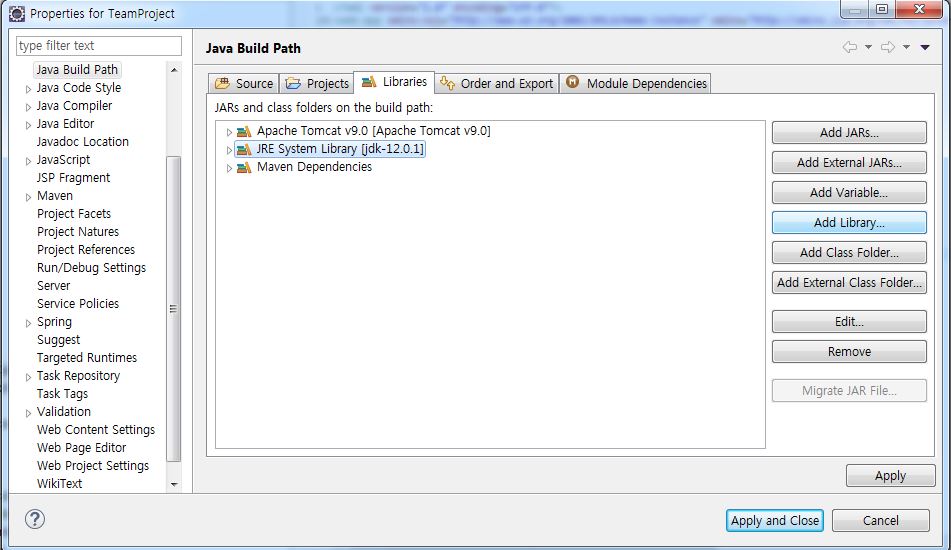 Properties for TeamProject
type filter text
Java Build Path
Java Code Style
Java Compiler
Java Editor
Javadoc Location
JavaScript
JSP Fragment
Maven
Project Facets
Project Natures
Project References
Run/Debug Settings
Server
Service Policies
Spring
Suggest
Targeted Runtimes
Task Repository
Task Tags
Validation
Web Content Settings
Web Page Editor
Web Project Settings
WikiText
Java Build Path
Source
Projects
Libraries
Order and Export
Module Dependencies
JARs and class folders on the build path:
Apache Tomcat v9.0 [Apache Tomcat v9.0]
JRE System Library [jdk-12.0.1]
Maven Dependencies
Add JARs...
Add External JARs...
Add Variable...
Add Library...
Add Class Folder...
Add External Class Folder...
Edit...
Remove
Migrate JAR File...
Apply
Apply and Close
Cancel